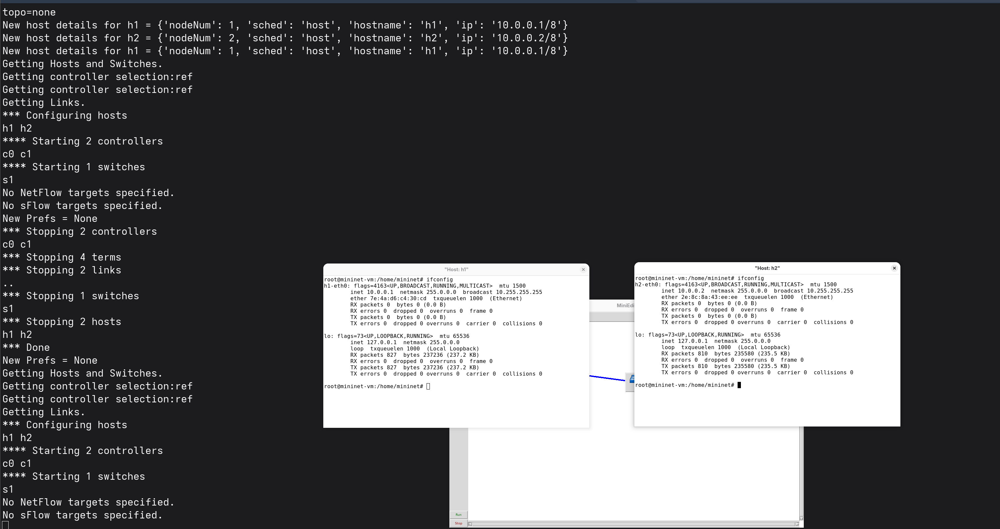 topo=none
New host details for h1 = {'nodeNum': 1, 'sched': 'host', 'hostname': 'h1', 'ip': '10.0.0.1/8'}
New host details for h2 = {'nodeNum': 2, 'sched': 'host', 'hostname': 'h2', 'ip': '10.0.0.2/8'}
New host details for h1 = {'nodeNum': 1, 'sched': 'host', 'hostname': 'h1', 'ip': '10.0.0.1/8'}
Getting Hosts and Switches.
Getting controller selection:ref
Getting controller selection:ref
Getting Links.
*** Configuring hosts
h1 h2
**** Starting 2 controllers
c0 c1
**** Starting 1 switches
s1
No NetFlow targets specified.
No sFlow targets specified.
New Prefs = None
*** Stopping 2 controllers
c0 c1
*** Stopping 4 terms
*** Stopping 2 links
..
*** Stopping 1 switches
s1
*** Stopping 2 hosts
h1 h2
*** Done
New Prefs = None
Getting Hosts and Switches.
Getting controller selection:ref
Getting controller selection:ref
Getting Links.
*** Configuring hosts
h1 h2
**** Starting 2 controllers
c0 c1
**** Starting 1 switches
s1
No NetFlow targets specified.
No sFlow targets specified.
"Host: h1"
root@mininet-vm:/home/mininet# ifconfig
h1-eth0: flags=4163<UP,BROADCAST,RUNNING,MULTICAST>  mtu 1500
        inet 10.0.0.1  netmask 255.0.0.0  broadcast 10.255.255.255
        ether 7e:4a:d6:c4:30:cd  txqueuelen 1000  (Ethernet)
        RX packets 0  bytes 0 (0.0 B)
        RX errors 0  dropped 0  overruns 0  frame 0
        TX packets 0  bytes 0 (0.0 B)
        TX errors 0  dropped 0 overruns 0  carrier 0  collisions 0
lo: flags=73<UP,LOOPBACK,RUNNING>  mtu 65536
        inet 127.0.0.1  netmask 255.0.0.0
        loop  txqueuelen 1000  (Local Loopback)
        RX packets 827  bytes 237236 (237.2 KB)
        RX errors 0  dropped 0  overruns 0  frame 0
        TX packets 827  bytes 237236 (237.2 KB)
        TX errors 0  dropped 0 overruns 0  carrier 0  collisions 0
root@mininet-vm:/home/mininet#
MiniEdi
"Host: h2"
root@mininet-vm:/home/mininet# ifconfig
h2-eth0: flags=4163<UP,BROADCAST,RUNNING,MULTICAST>  mtu 1500
        inet 10.0.0.2  netmask 255.0.0.0  broadcast 10.255.255.255
        ether 2e:8c:8a:43:ee:ee  txqueuelen 1000  (Ethernet)
        RX packets 0  bytes 0 (0.0 B)
        RX errors 0  dropped 0  overruns 0  frame 0
        TX packets 0  bytes 0 (0.0 B)
        TX errors 0  dropped 0 overruns 0  carrier 0  collisions 0
lo: flags=73<UP,LOOPBACK,RUNNING>  mtu 65536
        inet 127.0.0.1  netmask 255.0.0.0
        loop  txqueuelen 1000  (Local Loopback)
        RX packets 810  bytes 235580 (235.5 KB)
        RX errors 0  dropped 0  overruns 0  frame 0
        TX packets 810  bytes 235580 (235.5 KB)
        TX errors 0  dropped 0 overruns 0  carrier 0  collisions 0
root@mininet-vm:/home/mininet#
Run
Stop